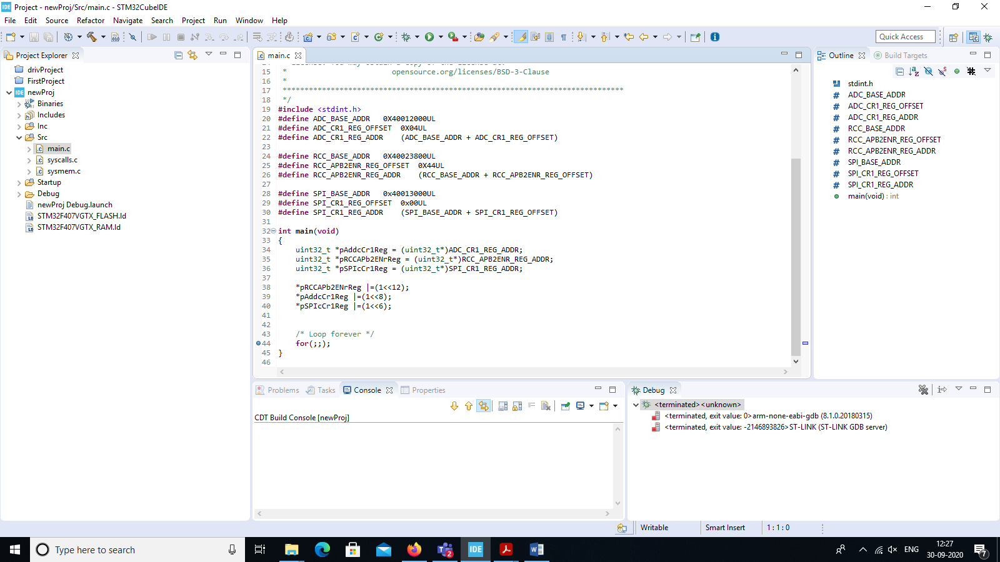 IDE Project - newProj/Src/main.c - STM32CubeIDE
File Edit Source Refactor Navigate Search Project Run Window Help
Quick Access
Project Explorer
drivProject
FirstProject
IDE newProj
Binaries
Includes
Inc
Src
main.c
syscalls.c
sysmem.c
Startup
Debug
newProj Debug.launch
STM32F407VGTX_FLASH.ld
STM32F407VGTX_RAM.ld
main.c
15 * opensource.org/licenses/BSD-3-Clause
16 *
17 ******************************************************************************
18 */
19 #include <stdint.h>
20 #define ADC_BASE_ADDR 0X40012000UL
21 #define ADC_CR1_REG_OFFSET 0X04UL
22 #define ADC_CR1_REG_ADDR (ADC_BASE_ADDR + ADC_CR1_REG_OFFSET)
23
24 #define RCC_BASE_ADDR 0X40023800UL
25 #define RCC_APB2ENR_REG_OFFSET 0X44UL
26 #define RCC_APB2ENR_REG_ADDR (RCC_BASE_ADDR + RCC_APB2ENR_REG_OFFSET)
27
28 #define SPI_BASE_ADDR 0x40013000UL
29 #define SPI_CR1_REG_OFFSET 0x00UL
30 #define SPI_CR1_REG_ADDR (SPI_BASE_ADDR + SPI_CR1_REG_OFFSET)
31
32 int main(void)
33 {
34 uint32_t *pAddcCr1Reg = (uint32_t*)ADC_CR1_REG_ADDR;
35 uint32_t *pRCCAPb2ENrReg = (uint32_t*)RCC_APB2ENR_REG_ADDR;
36 uint32_t *pSPIcCr1Reg = (uint32_t*)SPI_CR1_REG_ADDR;
37
38 *pRCCAPb2ENrReg |=(1<<12);
39 *pAddcCr1Reg |=(1<<8);
40 *pSPIcCr1Reg |=(1<<6);
41
42
43 /* Loop forever */
44 for(;;);
45 }
46
Outline Build Targets
stdint.h
# ADC_BASE_ADDR
# ADC_CR1_REG_OFFSET
# ADC_CR1_REG_ADDR
# RCC_BASE_ADDR
# RCC_APB2ENR_REG_OFFSET
# RCC_APB2ENR_REG_ADDR
# SPI_BASE_ADDR
# SPI_CR1_REG_OFFSET
# SPI_CR1_REG_ADDR
main(void) : int
Problems Tasks Console Properties
CDT Build Console [newProj]
Debug
<terminated><unknown>
<terminated, exit value: 0>arm-none-eabi-gdb (8.1.0.20180315)
<terminated, exit value: -2146893826>ST-LINK (ST-LINK GDB server)
Writable Smart Insert 1 : 1 : 0
Type here to search
2
IDE
ENG
12:27
30-09-2020
7